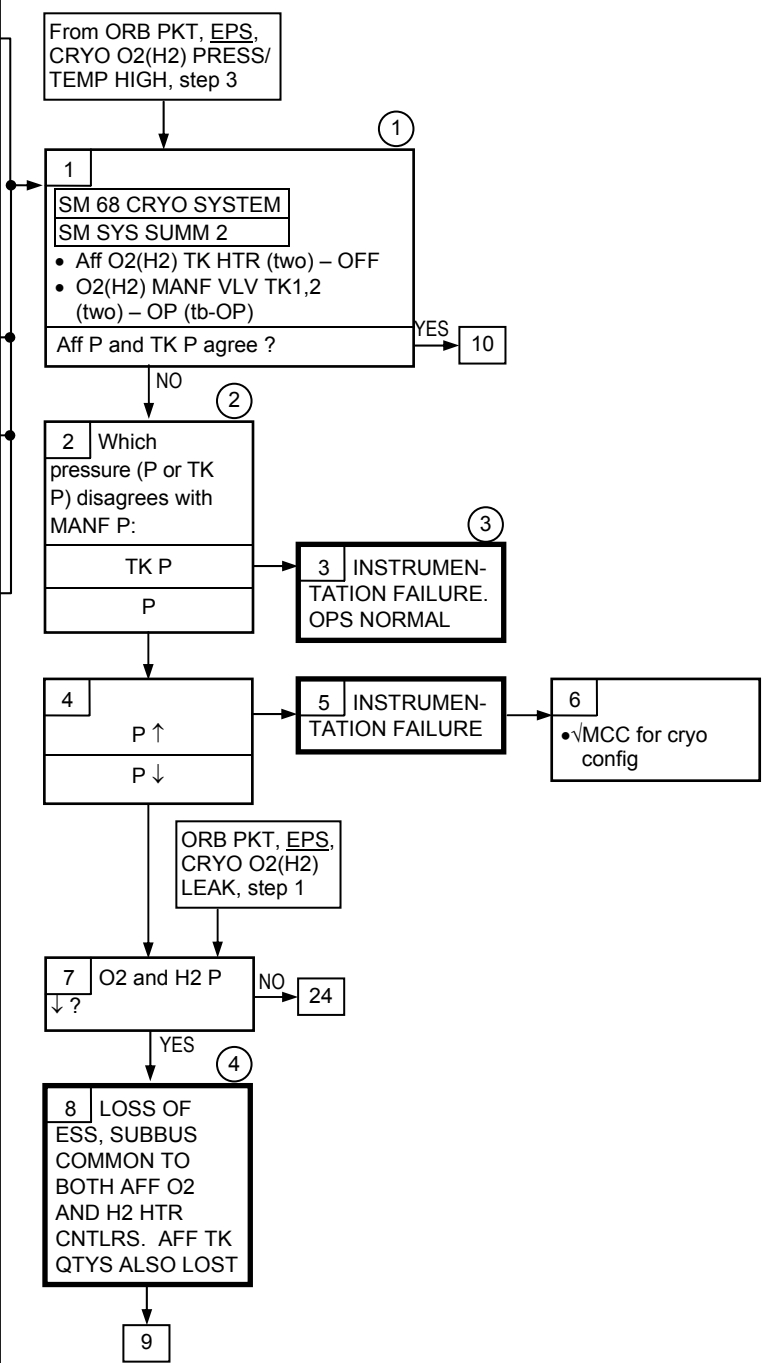 From ORB PKT, EPS,
CRYO O2(H2) PRESS/
TEMP HIGH, step 3
1
1
SM 68 CRYO SYSTEM
SM SYS SUMM 2
• Aff O2(H2) TK HTR (two) – OFF
• O2(H2) MANF VLV TK1,2
(two) – OP (tb-OP)
Aff P and TK P agree ?
YES
10
NO
2
2 Which
pressure (P or TK
P) disagrees with
MANF P:
TK P
P
3
3 INSTRUMEN-
TATION FAILURE.
OPS NORMAL
4
P ↑
P ↓
5 INSTRUMEN-
TATION FAILURE
6
•√MCC for cryo
config
ORB PKT, EPS,
CRYO O2(H2)
LEAK, step 1
7 O2 and H2 P
↓ ?
NO
24
YES
4
8 LOSS OF
ESS, SUBBUS
COMMON TO
BOTH AFF O2
AND H2 HTR
CNTLRS. AFF TK
QTYS ALSO LOST
9